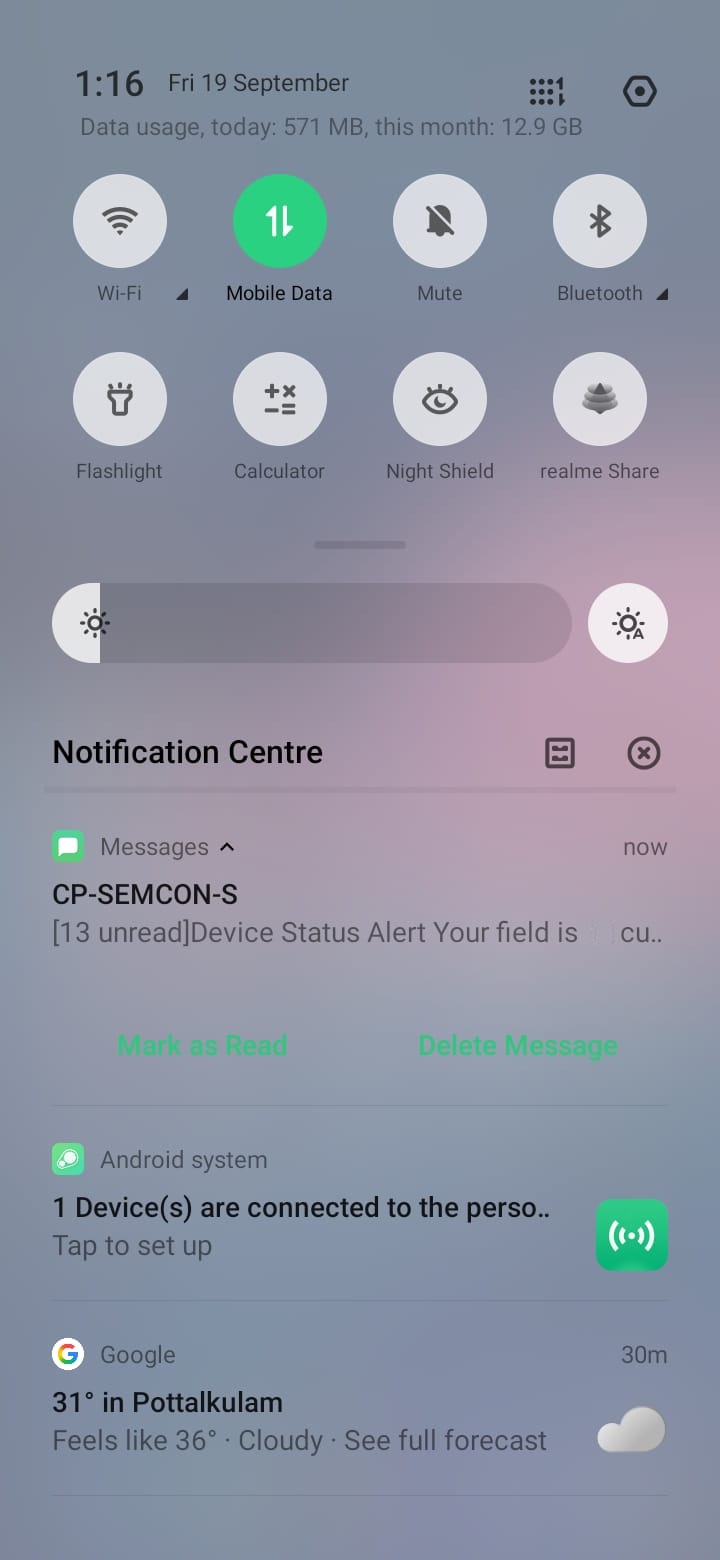 1:16 Fri 19 September
Data usage, today: 571 MB, this month: 12.9 GB
Wi-Fi Mobile Data Mute Bluetooth
Flashlight Calculator Night Shield realme Share
Notification Centre
Messages now
CP-SEMCON-S
[13 unread]Device Status Alert Your field is cu..
Mark as Read Delete Message
Android system
1 Device(s) are connected to the perso..
Tap to set up
Google 30m
31° in Pottalkulam
Feels like 36° · Cloudy · See full forecast